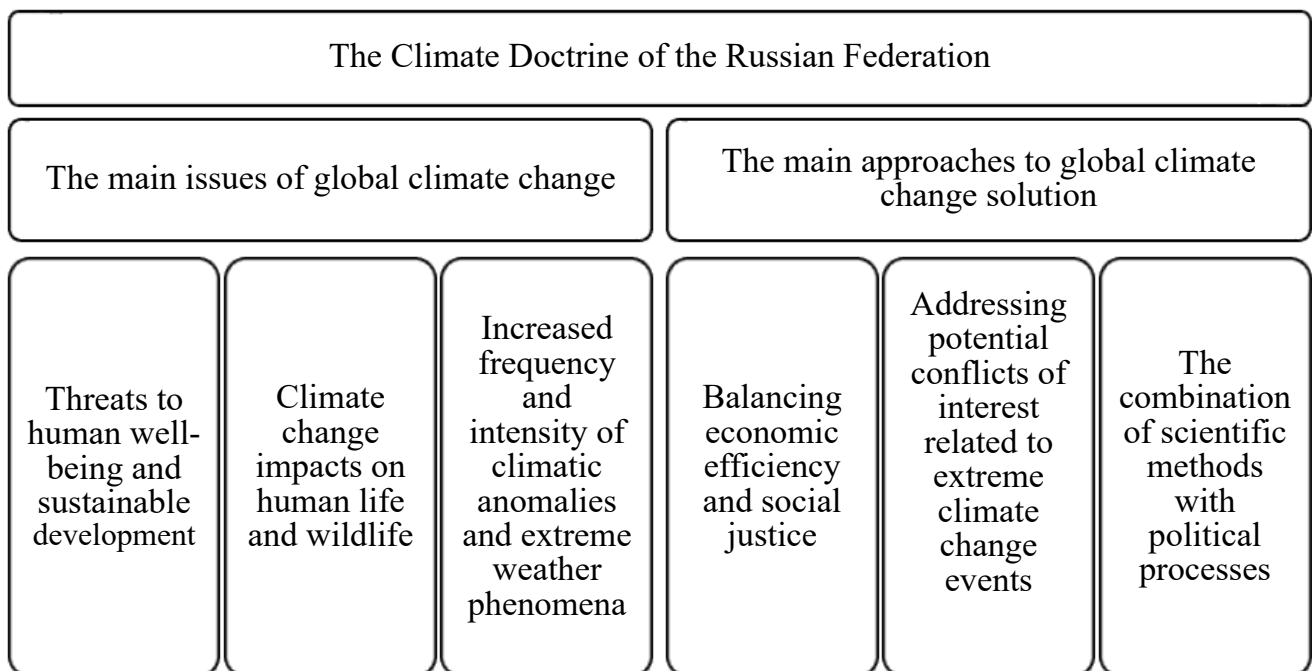 The Climate Doctrine of the Russian Federation
The main issues of global climate change
The main approaches to global climate
change solution
Threats to
human well-
being and
sustainable
development
Climate
change
impacts on
human life
and wildlife
Increased
frequency
and
intensity of
climatic
anomalies
and extreme
weather
phenomena
Balancing
economic
efficiency
and social
justice
Addressing
potential
conflicts of
interest
related to
extreme
climate
change
events
The
combination
of scientific
methods
with
political
processes